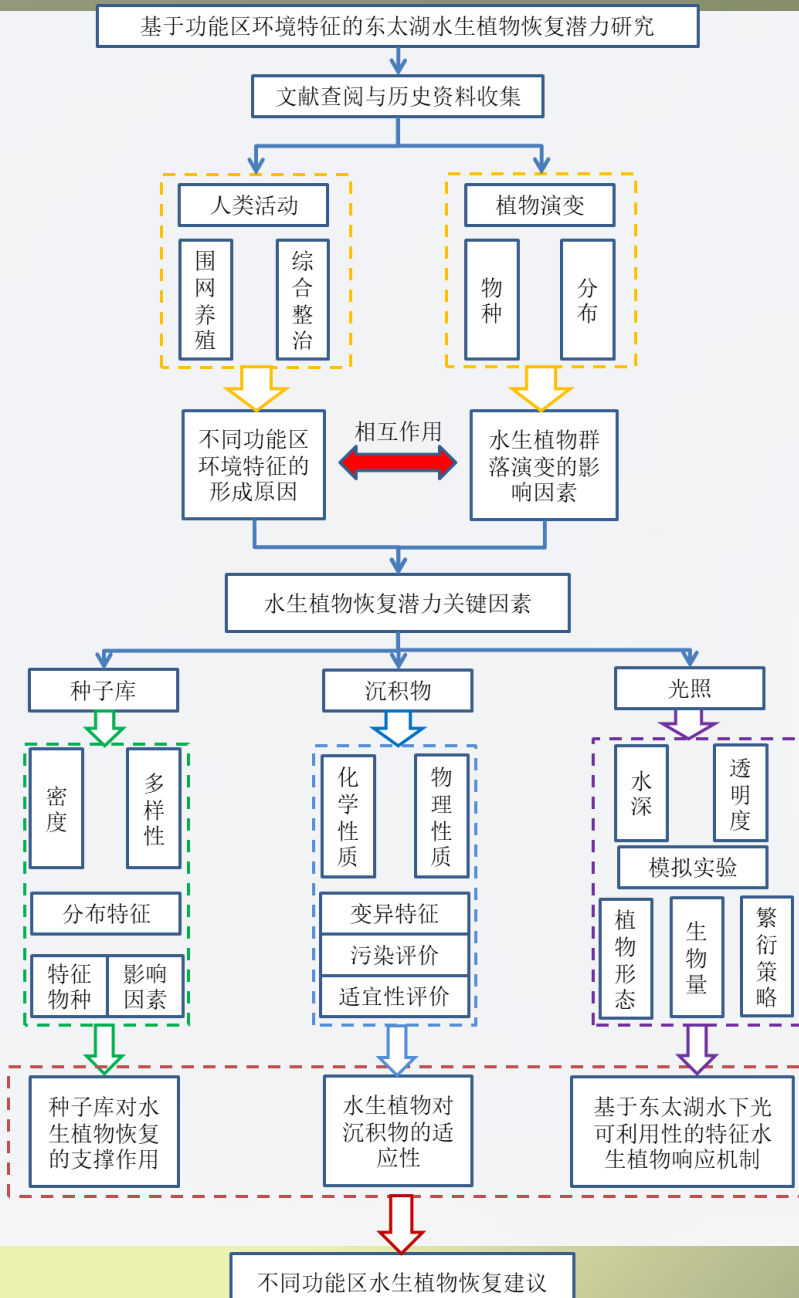 基于功能区环境特征的东太湖水生植物恢复潜力研究
文献查阅与历史资料收集
人类活动
围网养殖
综合整治
植物演变
物种
分布
不同功能区
环境特征的
形成原因
相互作用
水生植物群
落演变的影
响因素
水生植物恢复潜力关键因素
种子库
密度
多样性
分布特征
特征
物种
影响
因素
沉积物
化学性质
物理性质
变异特征
污染评价
适宜性评价
光照
水深
透明度
模拟实验
植物形态
生物量
繁衍策略
种子库对水
生植物恢复
的支撑作用
水生植物对
沉积物的适
应性
基于东太湖水下光
可利用性的特征水
生植物响应机制
不同功能区水生植物恢复建议